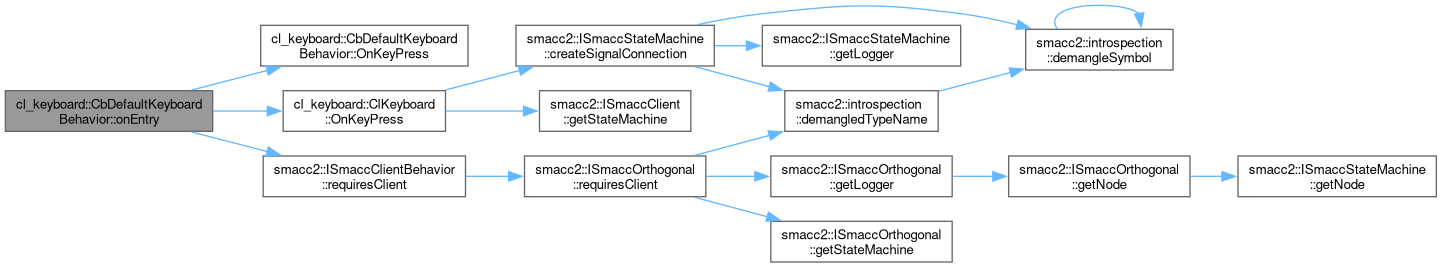 cl_keyboard::CbDefaultKeyboard
Behavior::onEntry
cl_keyboard::CbDefaultKeyboard
Behavior::OnKeyPress
cl_keyboard::ClKeyboard
::OnKeyPress
smacc2::ISmaccClientBehavior
::requiresClient
smacc2::ISmaccStateMachine
::createSignalConnection
smacc2::ISmaccClient
::getStateMachine
smacc2::ISmaccOrthogonal
::requiresClient
smacc2::ISmaccStateMachine
::getLogger
smacc2::introspection
::demangledTypeName
smacc2::ISmaccOrthogonal
::getLogger
smacc2::ISmaccOrthogonal
::getStateMachine
smacc2::introspection
::demangleSymbol
smacc2::ISmaccOrthogonal
::getNode
smacc2::ISmaccStateMachine
::getNode